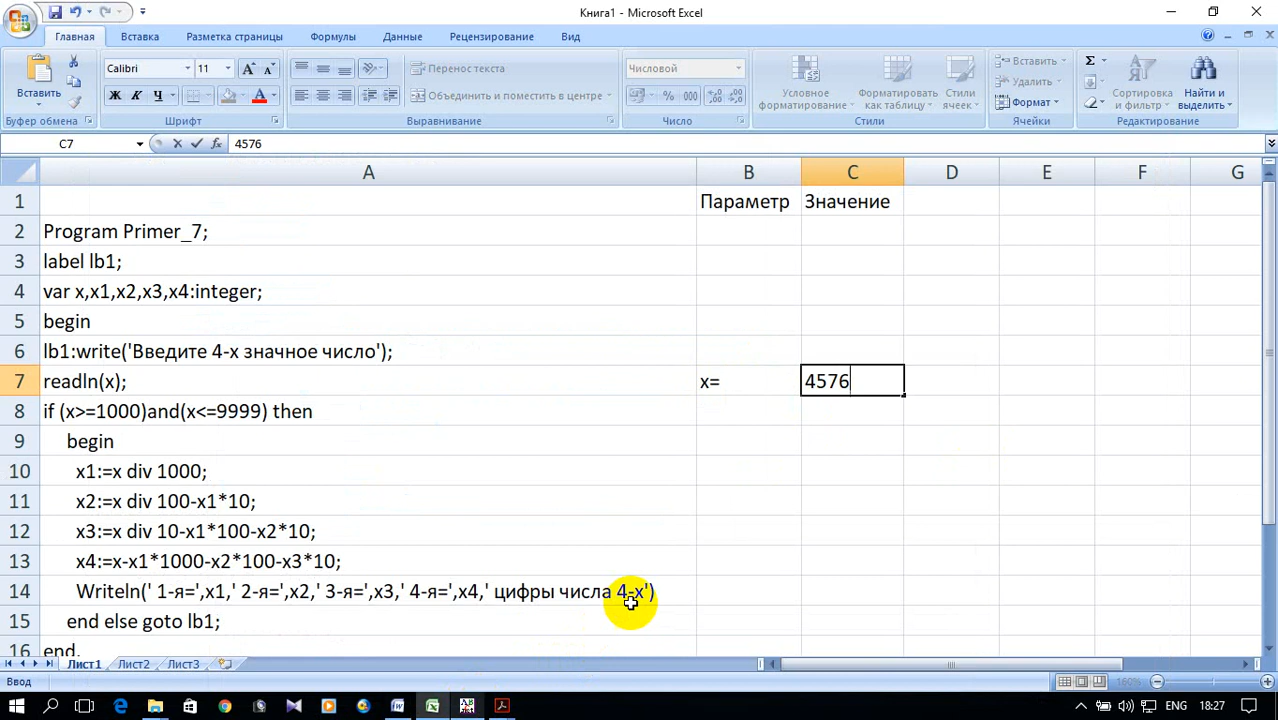 Книга1 - Microsoft Excel
Главная Вставка Разметка страницы Формулы Данные Рецензирование Вид
Вставить
Буфер обмена
Calibri 11
Ж К Ч
Шрифт
Перенос текста
Объединить и поместить в центре
Выравнивание
Числовой
% 000
Число
Условное форматирование
Форматировать как таблицу
Стили ячеек
Стили
Вставить
Удалить
Формат
Ячейки
Σ
Сортировка и фильтр
Найти и выделить
Редактирование
C7 fx 4576
A B C D E F G
1 Параметр Значение
2 Program Primer_7;
3 label lb1;
4 var x,x1,x2,x3,x4:integer;
5 begin
6 lb1:write('Введите 4-х значное число');
7 readln(x); x= 4576
8 if (x>=1000)and(x<=9999) then
9 begin
10 x1:=x div 1000;
11 x2:=x div 100-x1*10;
12 x3:=x div 10-x1*100-x2*10;
13 x4:=x-x1*1000-x2*100-x3*10;
14 Writeln(' 1-я=',x1,' 2-я=',x2,' 3-я=',x3,' 4-я=',x4,' цифры числа 4-х')
15 end else goto lb1;
16 end.
Лист1 Лист2 Лист3
Ввод 160%
ENG 18:27